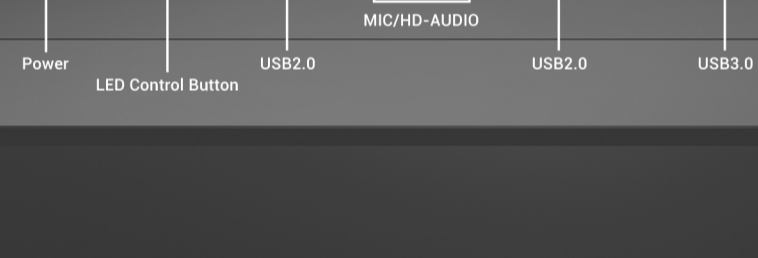 MIC/HD-AUDIO
Power
USB2.0
USB2.0
USB3.0
LED Control Button